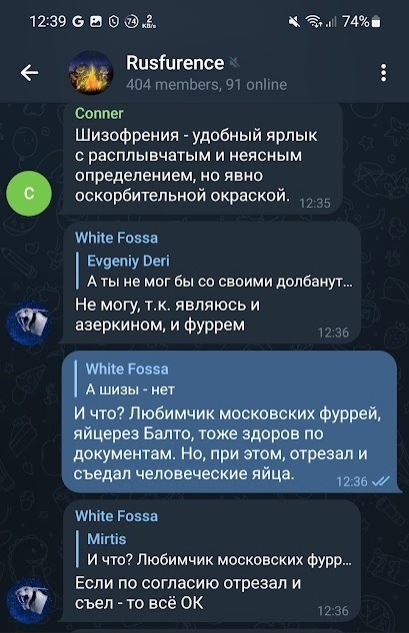 12:39 G 74 2 KB/s 74%
Rusfurence
404 members, 91 online
Conner
Шизофрения - удобный ярлык
с расплывчатым и неясным
определением, но явно
оскорбительной окраской. 12:35
C
White Fossa
Evgeniy Deri
А ты не мог бы со своими долбанут...
Не могу, т.к. являюсь и
азеркином, и фуррем 12:36
White Fossa
А шизы - нет
И что? Любимчик московских фуррей,
яйцерез Балто, тоже здоров по
документам. Но, при этом, отрезал и
съедал человеческие яйца. 12:36
White Fossa
Mirtis
И что? Любимчик московских фурр...
Если по согласию отрезал и
съел - то всё ОК 12:36